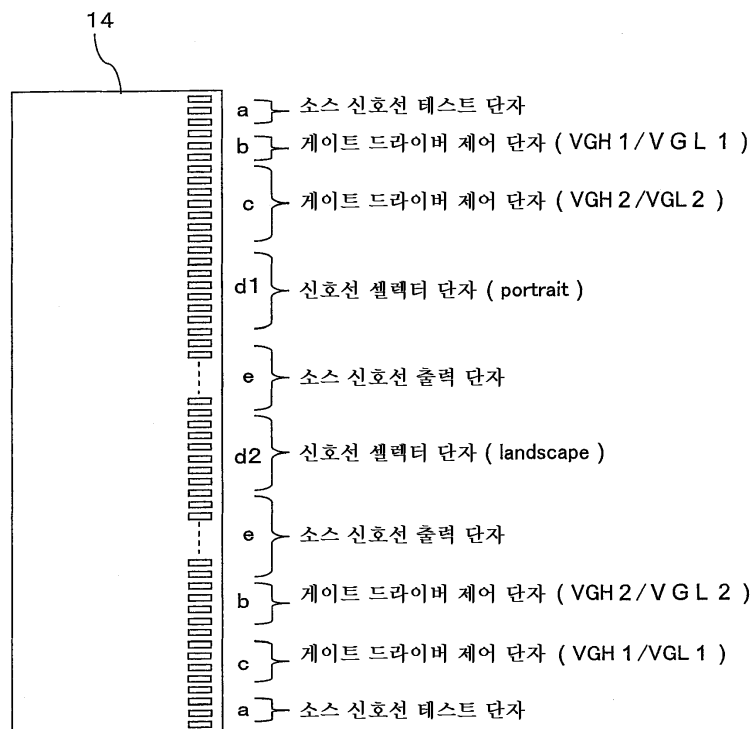 14
a 소스 신호선 테스트 단자
b 게이트 드라이버 제어 단자 ( VGH 1 / V G L 1 )
c 게이트 드라이버 제어 단자 ( VGH 2 /VGL 2 )
d1 신호선 셀렉터 단자 ( portrait )
e 소스 신호선 출력 단자
d2 신호선 셀렉터 단자 ( landscape )
e 소스 신호선 출력 단자
b 게이트 드라이버 제어 단자 ( VGH 2 / V G L 2 )
c 게이트 드라이버 제어 단자 ( VGH 1 /VGL 1 )
a 소스 신호선 테스트 단자